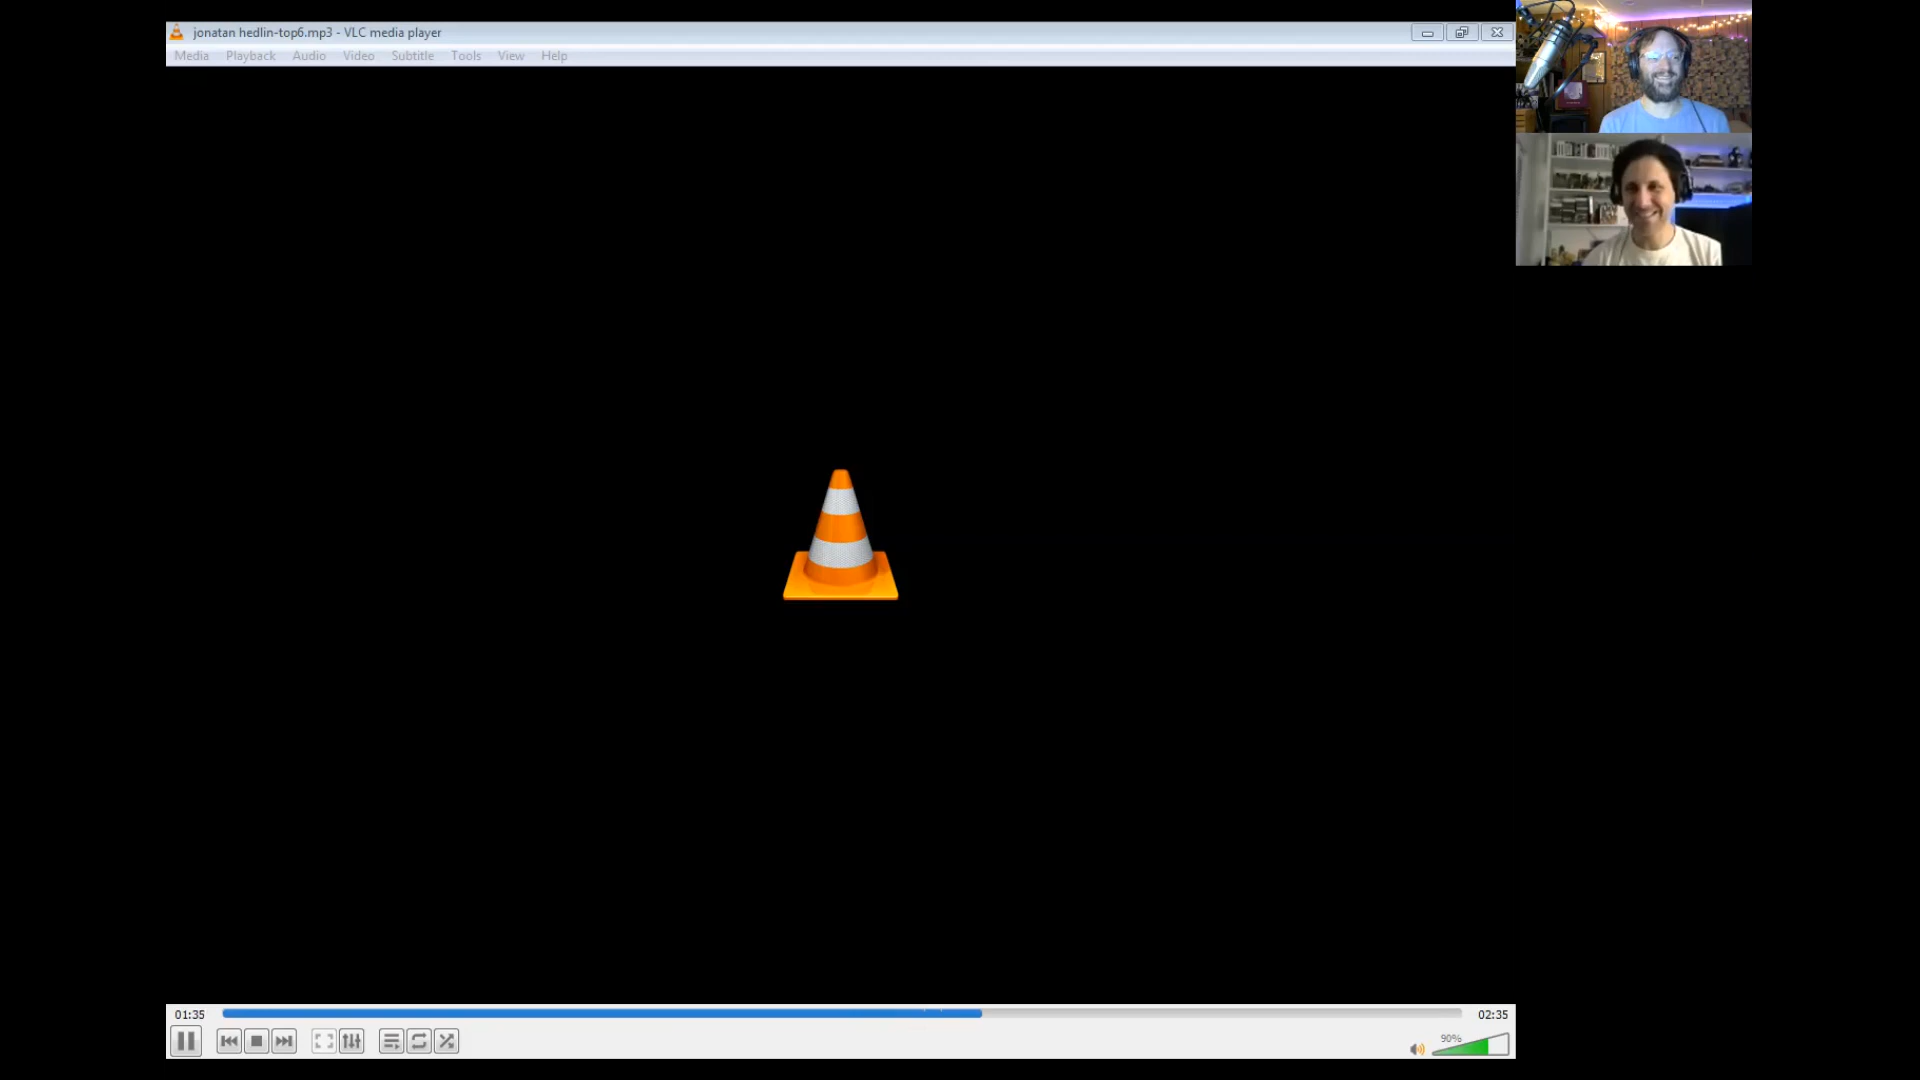 jonatan hedlin-top6.mp3 - VLC media player
Media Playback Audio Video Subtitle Tools View Help
01:35
02:35
90%